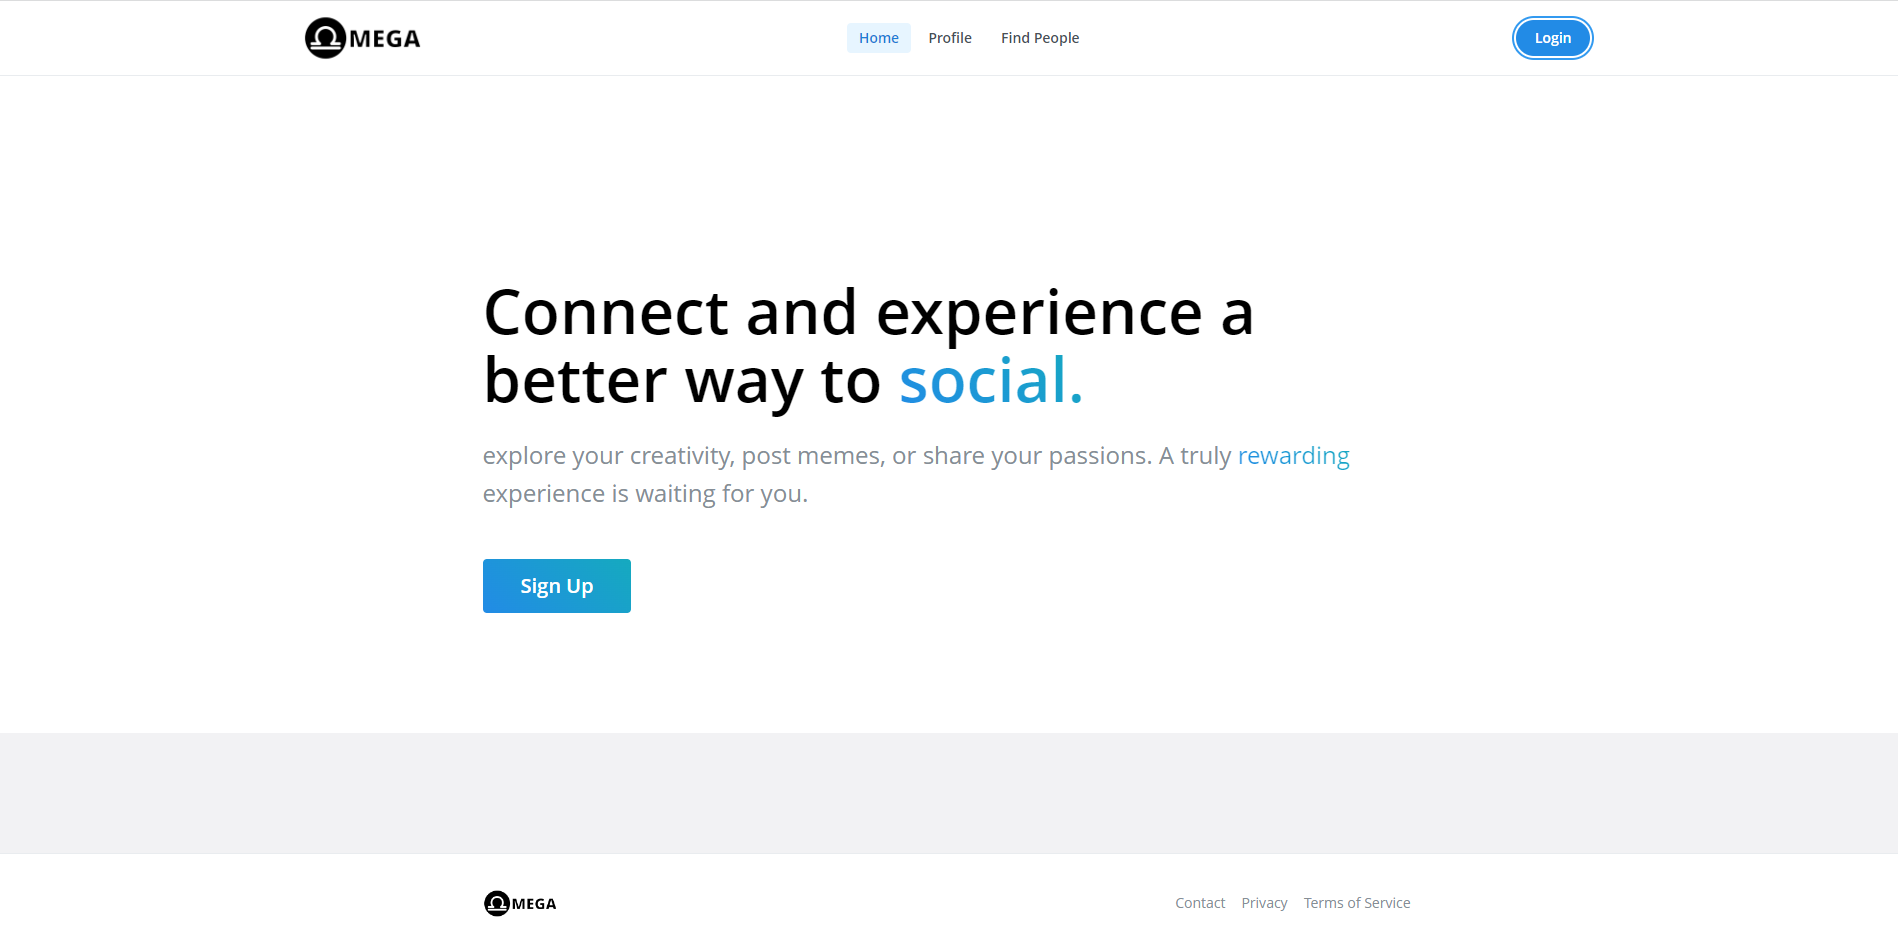 ΩMEGA
Home Profile Find People
Login
Connect and experience a
better way to social.
explore your creativity, post memes, or share your passions. A truly rewarding
experience is waiting for you.
Sign Up
ΩMEGA
Contact Privacy Terms of Service